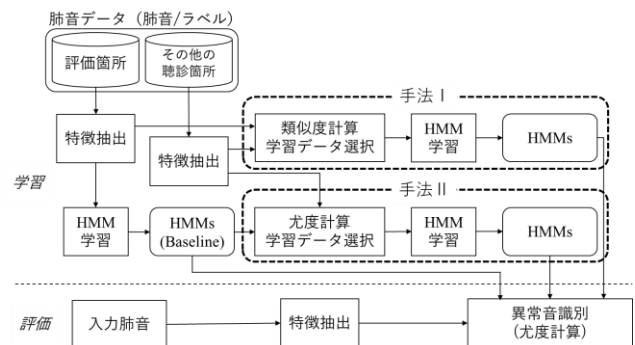 肺音データ（肺音/ラベル）
評価箇所
その他の
聴診箇所
手法Ⅰ
特徴抽出
類似度計算
学習データ選択
HMM
学習
HMMs
特徴抽出
学習
手法Ⅱ
HMM
学習
HMMs
(Baseline)
尤度計算
学習データ選択
HMM
学習
HMMs
評価
入力肺音
特徴抽出
異常音識別
(尤度計算)